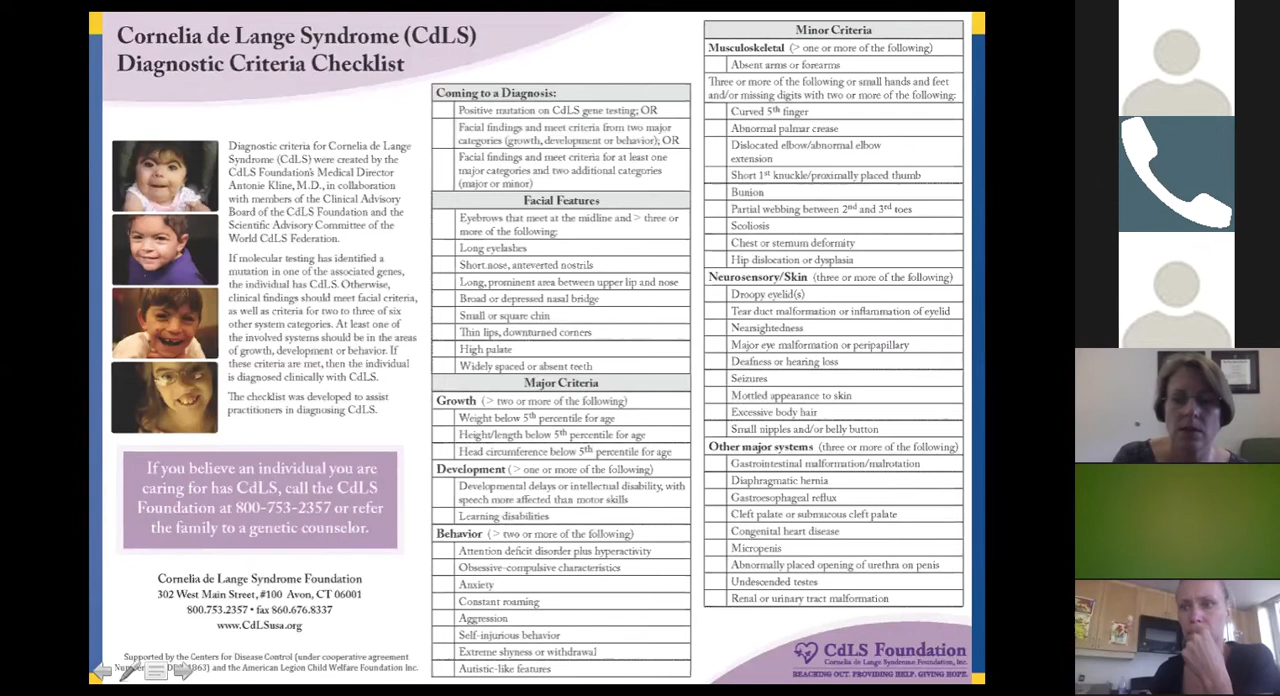 Cornelia de Lange Syndrome (CdLS)
Diagnostic Criteria Checklist
Diagnostic criteria for Cornelia de Lange
Syndrome (CdLS) were created by the
CdLS Foundation's Medical Director
Antonie Kline, M.D., in collaboration
with members of the Clinical Advisory
Board of the CdLS Foundation and the
Scientific Advisory Committee of the
World CdLS Federation.
If molecular testing has identified a
mutation in one of the associated genes,
the individual has CdLS. Otherwise,
clinical findings should meet facial criteria,
as well as criteria for two to three of six
other system categories. At least one of
the involved systems should be in the areas
of growth, development or behavior. If
these criteria are met, then the individual
is diagnosed clinically with CdLS.
The checklist was developed to assist
practitioners in diagnosing CdLS.
If you believe an individual you are
caring for has CdLS, call the CdLS
Foundation at 800-753-2357 or refer
the family to a genetic counselor.
Cornelia de Lange Syndrome Foundation
302 West Main Street, #100 Avon, CT 06001
800.753.2357 • fax 860.676.8337
www.CdLSusa.org
Supported by the Centers for Disease Control (under cooperative agreement
and the American Legion Child Welfare Foundation Inc.
Coming to a Diagnosis:
Positive mutation on CdLS gene testing; OR
Facial findings and meet criteria from two major
categories (growth, development or behavior); OR
Facial findings and meet criteria for at least one
major categories and two additional categories
(major or minor)
Facial Features
Eyebrows that meet at the midline and > three or
more of the following:
Long eyelashes
Short nose, anteverted nostrils
Long, prominent area between upper lip and nose
Broad or depressed nasal bridge
Small or square chin
Thin lips, downturned corners
High palate
Widely spaced or absent teeth
Major Criteria
Growth (> two or more of the following)
Weight below 5th percentile for age
Height/length below 5th percentile for age
Head circumference below 5th percentile for age
Development (> one or more of the following)
Developmental delays or intellectual disability, with
speech more affected than motor skills
Learning disabilities
Behavior (> two or more of the following)
Attention deficit disorder plus hyperactivity
Obsessive-compulsive characteristics
Anxiety
Constant roaming
Aggression
Self-injurious behavior
Extreme shyness or withdrawal
Autistic-like features
Minor Criteria
Musculoskeletal (> one or more of the following)
Absent arms or forearms
Three or more of the following or small hands and feet
and/or missing digits with two or more of the following:
Curved 5th finger
Abnormal palmar crease
Dislocated elbow/abnormal elbow
extension
Short 1st knuckle/proximally placed thumb
Bunion
Partial webbing between 2nd and 3rd toes
Scoliosis
Chest or sternum deformity
Hip dislocation or dysplasia
Neurosensory/Skin (three or more of the following)
Droopy eyelid(s)
Tear duct malformation or inflammation of eyelid
Nearsightedness
Major eye malformation or peripapillary
Deafness or hearing loss
Seizures
Mottled appearance to skin
Excessive body hair
Small nipples and/or belly button
Other major systems (three or more of the following)
Gastrointestinal malformation/malrotation
Diaphragmatic hernia
Gastroesophageal reflux
Cleft palate or submucous cleft palate
Congenital heart disease
Micropenis
Abnormally placed opening of urethra on penis
Undescended testes
Renal or urinary tract malformation
CdLS Foundation
Cornelia de Lange Syndrome Foundation, Inc.
REACHING OUT. PROVIDING HELP. GIVING HOPE.